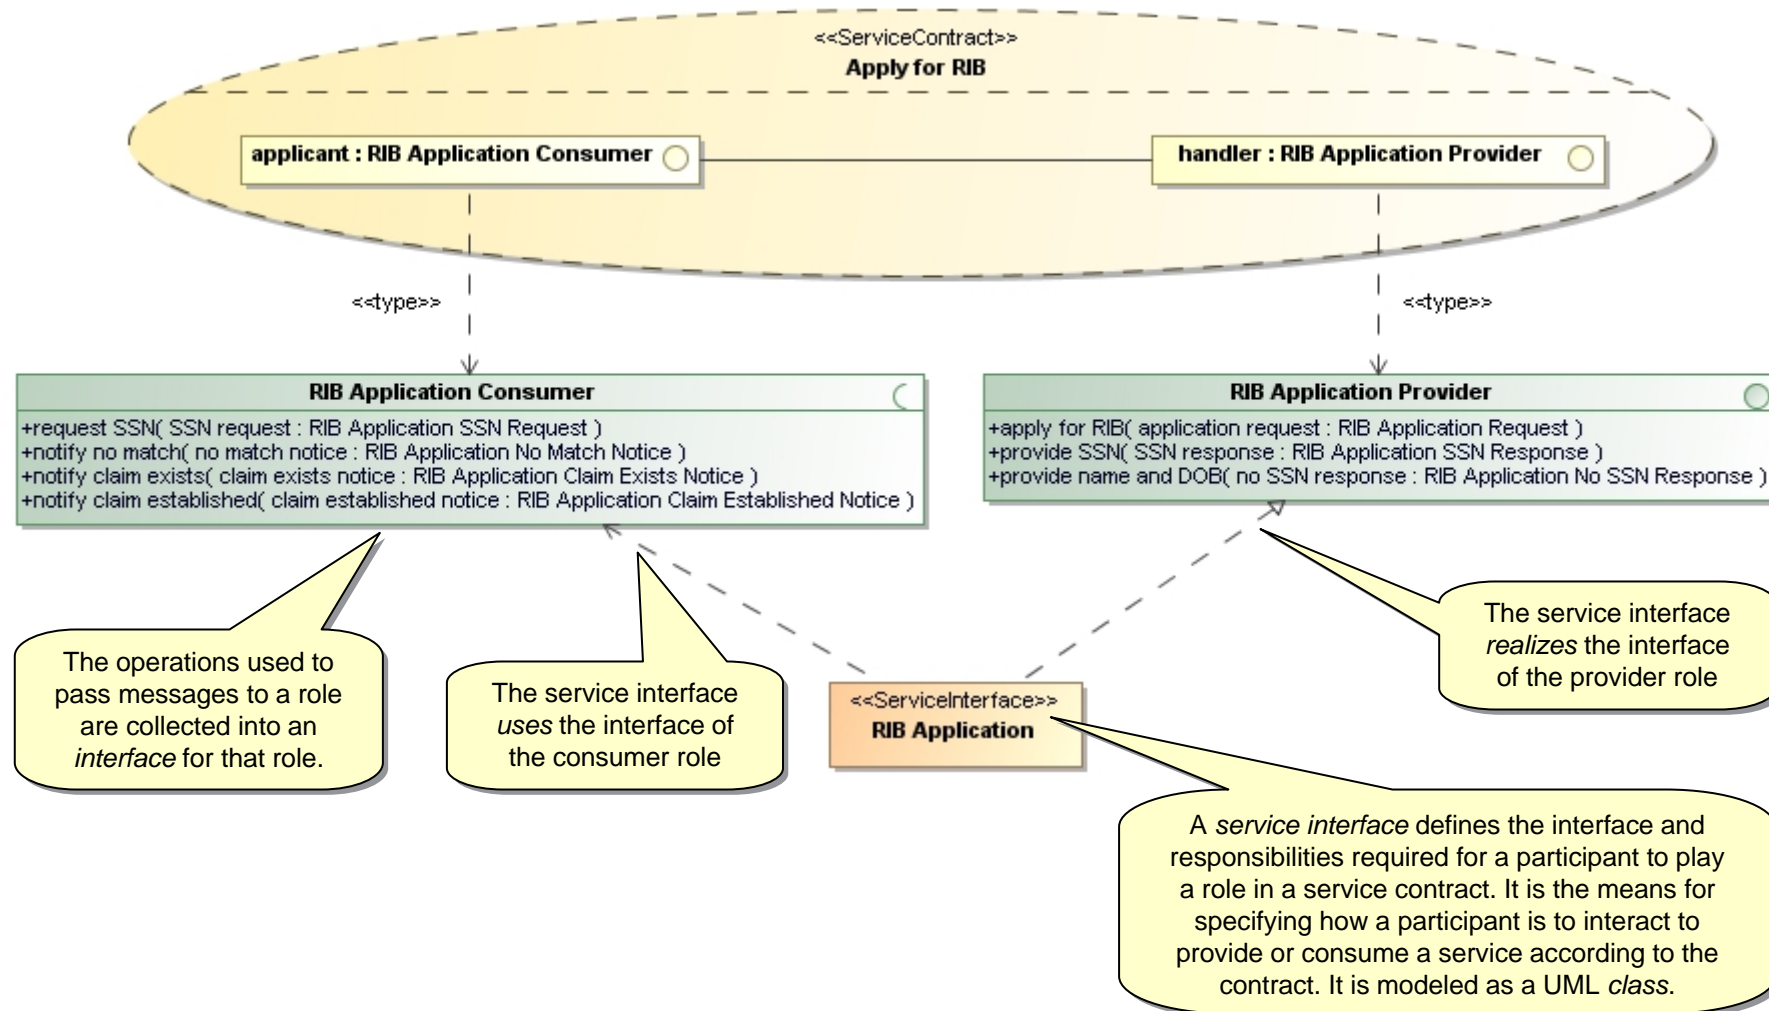 <<ServiceContract>>
Apply for RIB
applicant : RIB Application Consumer
handler : RIB Application Provider
<<type>>
<<type>>
RIB Application Consumer
+request SSN( SSN request : RIB Application SSN Request )
+notify no match( no match notice : RIB Application No Match Notice )
+notify claim exists( claim exists notice : RIB Application Claim Exists Notice )
+notify claim established( claim established notice : RIB Application Claim Established Notice )
RIB Application Provider
+apply for RIB( application request : RIB Application Request )
+provide SSN( SSN response : RIB Application SSN Response )
+provide name and DOB( no SSN response : RIB Application No SSN Response )
The operations used to
pass messages to a role
are collected into an
interface for that role.
The service interface
uses the interface of
the consumer role
<<ServiceInterface>>
RIB Application
The service interface
realizes the interface
of the provider role
A service interface defines the interface and
responsibilities required for a participant to play
a role in a service contract. It is the means for
specifying how a participant is to interact to
provide or consume a service according to the
contract. It is modeled as a UML class.